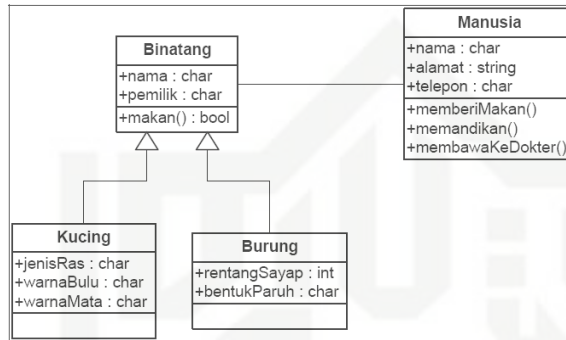 Binatang
+nama : char
+pemilik : char
+makan() : bool
Manusia
+nama : char
+alamat : string
+telepon : char
+memberiMakan()
+memandikan()
+membawaKeDokter()
Kucing
+jenisRas : char
+warnaBulu : char
+warnaMata : char
Burung
+rentangSayap : int
+bentukParuh : char